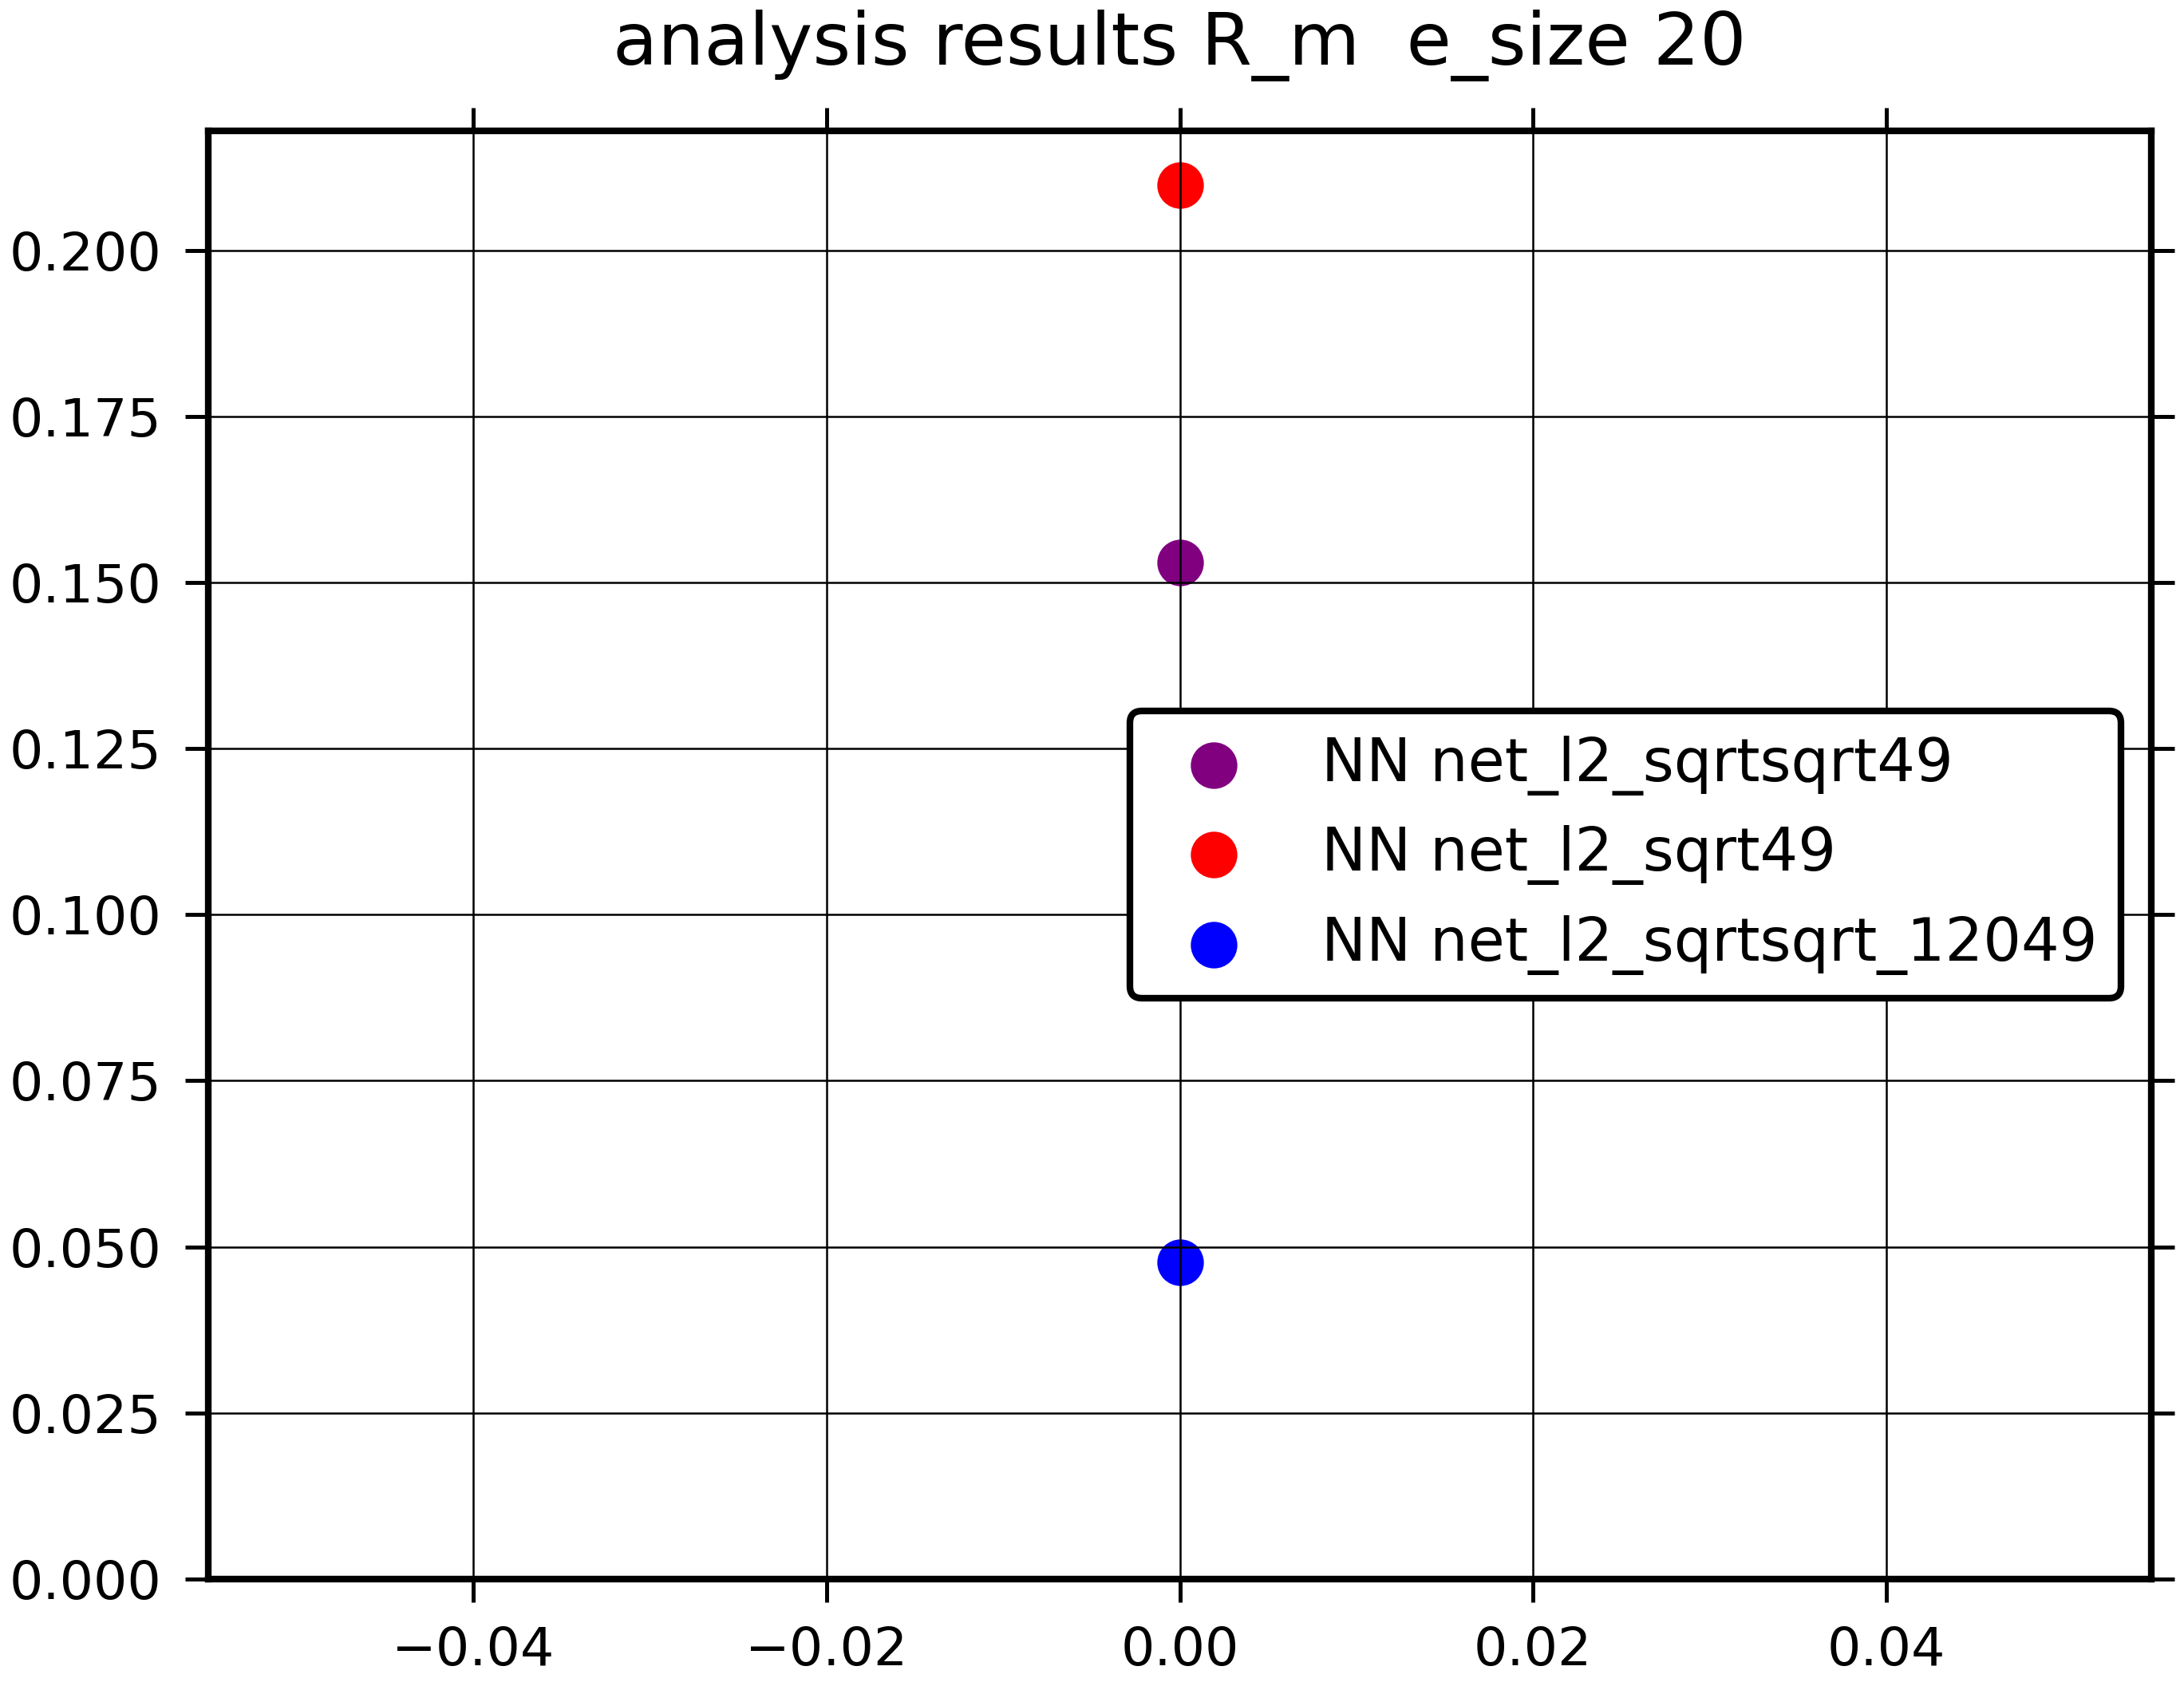 analysis results R_m  e_size 20
0.200
0.175
0.150
0.125
0.100
0.075
0.050
0.025
0.000
NN net_l2_sqrtsqrt49
NN net_l2_sqrt49
NN net_l2_sqrtsqrt_12049
−0.04 −0.02 0.00 0.02 0.04